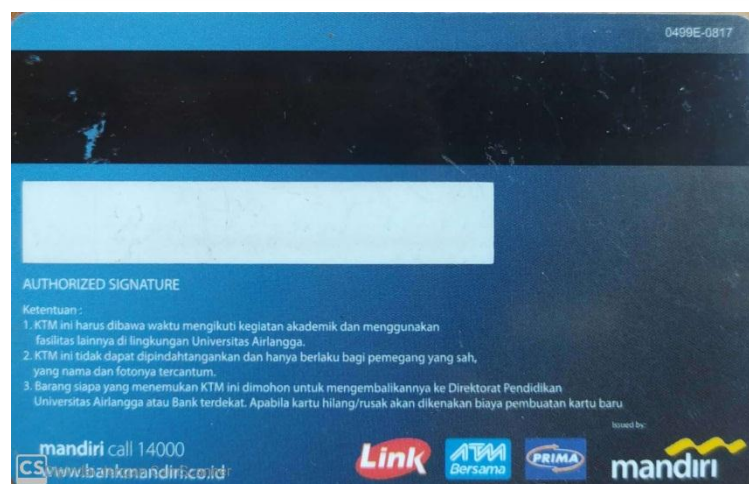 0499E-0817
AUTHORIZED SIGNATURE
Ketentuan :
1. KTM ini harus dibawa waktu mengikuti kegiatan akademik dan menggunakan
fasilitas lainnya di lingkungan Universitas Airlangga.
2. KTM ini tidak dapat dipindahtangankan dan hanya berlaku bagi pemegang yang sah,
yang nama dan fotonya tercantum.
3. Barang siapa yang menemukan KTM ini dimohon untuk mengembalikannya ke Direktorat Pendidikan
Universitas Airlangga atau Bank terdekat. Apabila kartu hilang/rusak akan dikenakan biaya pembuatan kartu baru
Issued by:
mandiri call 14000
www.bankmandiri.co.id
CS
Link
ATM
Bersama
PRIMA
mandiri